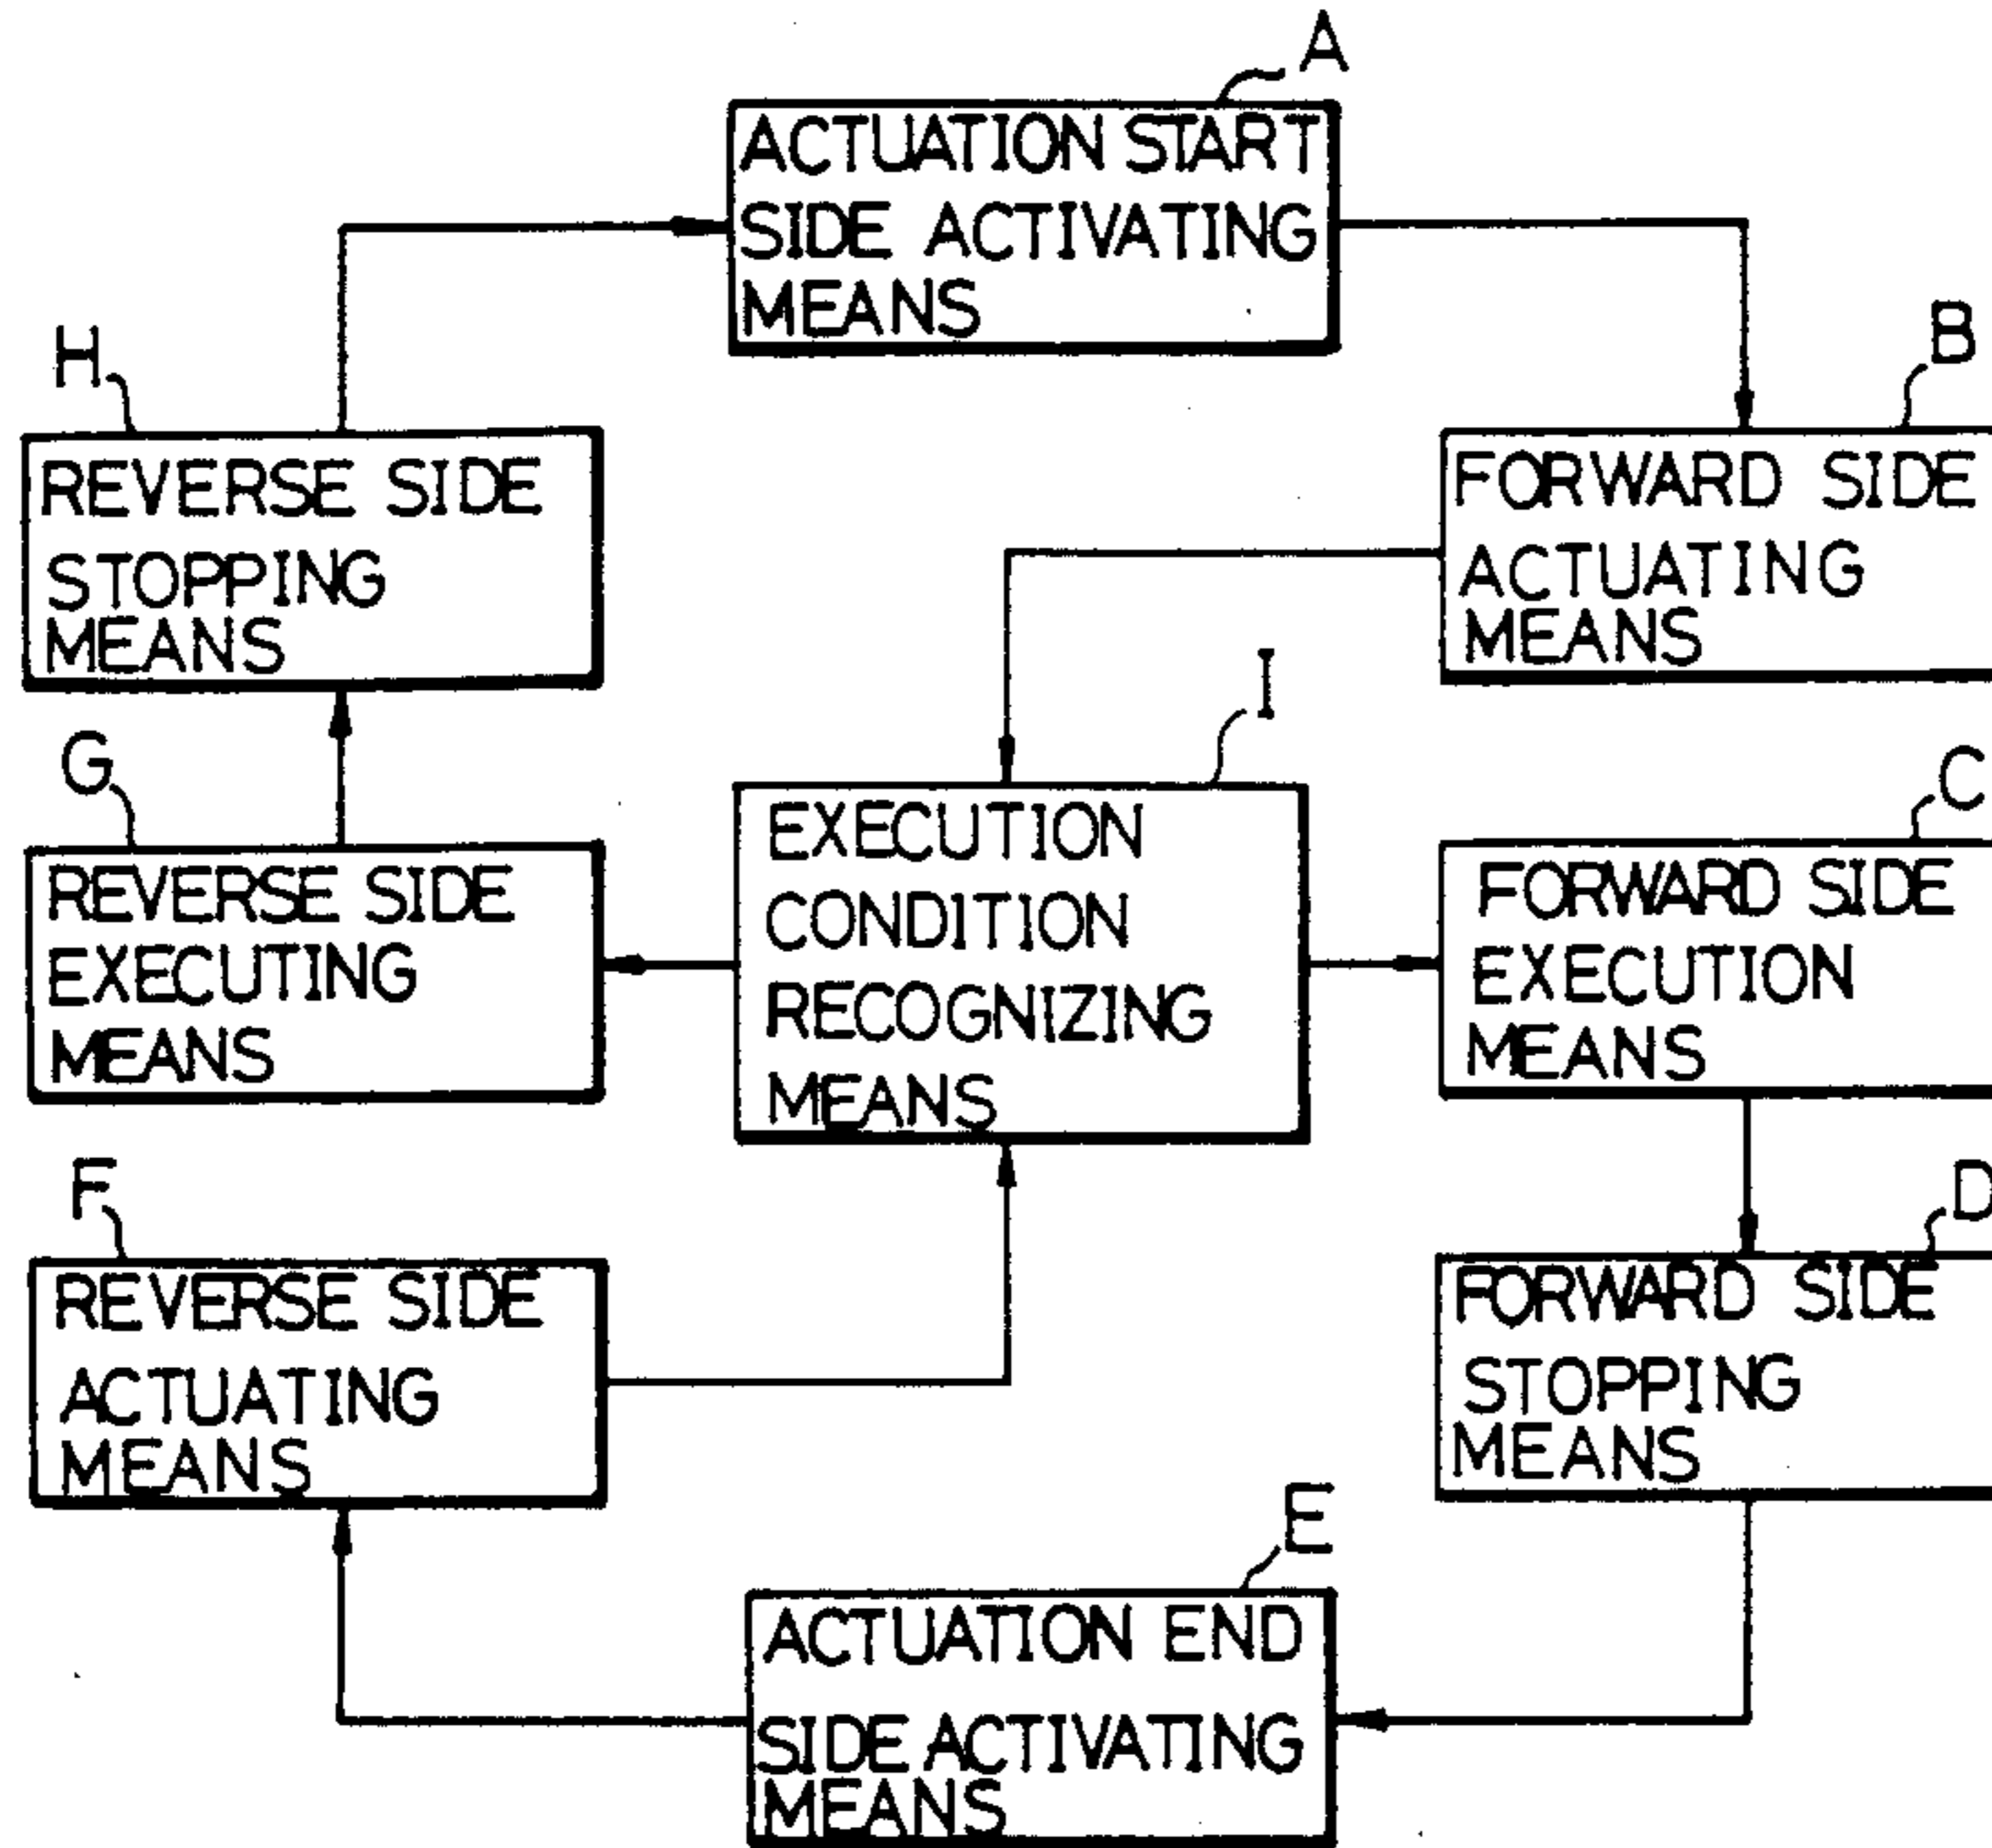 A
ACTUATION START
SIDE ACTIVATING
MEANS
H
REVERSE SIDE
STOPPING
MEANS
B
FORWARD SIDE
ACTUATING
MEANS
G
REVERSE SIDE
EXECUTING
MEANS
I
EXECUTION
CONDITION
RECOGNIZING
MEANS
C
FORWARD SIDE
EXECUTION
MEANS
F
REVERSE SIDE
ACTUATING
MEANS
D
FORWARD SIDE
STOPPING
MEANS
E
ACTUATION END
SIDE ACTIVATING
MEANS